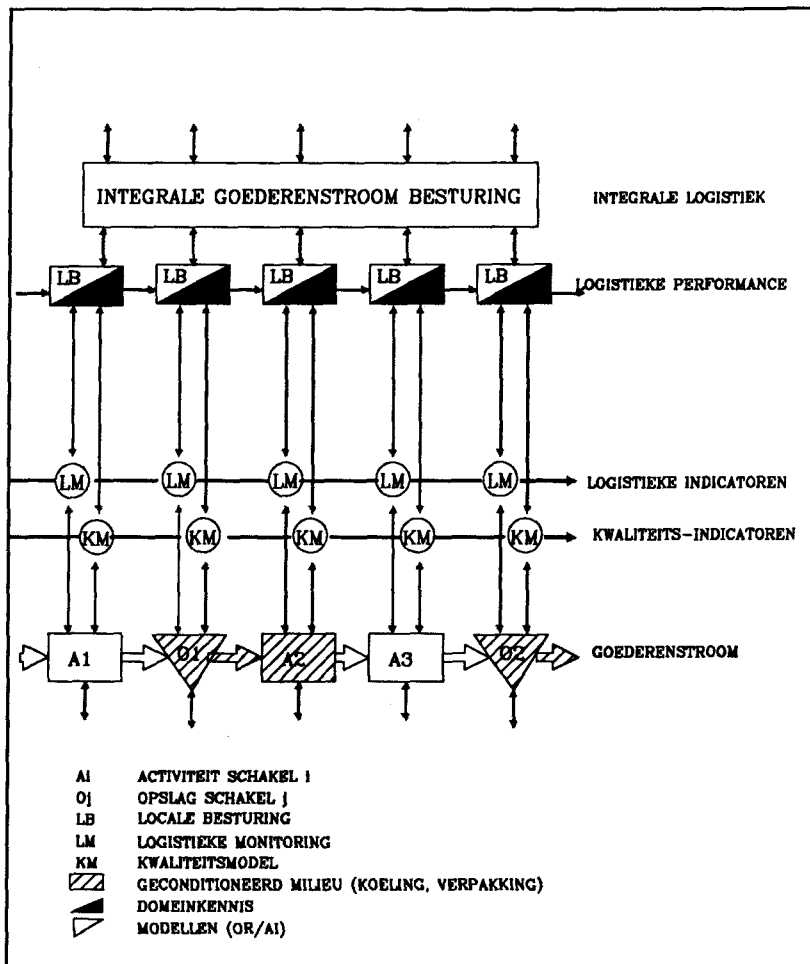 INTEGRALE GOEDERENSTROOM BESTURING
INTEGRALE LOGISTIEK
LB LB LB LB LB
LOGISTIEKE PERFORMANCE
LM LM LM LM LM
LOGISTIEKE INDICATOREN
KM KM KM KM KM
KWALITEITS-INDICATOREN
A1 O1 A2 A3 O2
GOEDERENSTROOM
Ai ACTIVITEIT SCHAKEL i
Oj OPSLAG SCHAKEL j
LB LOCALE BESTURING
LM LOGISTIEKE MONITORING
KM KWALITEITSMODEL
GECONDITIONEERD MILIEU (KOELING, VERPAKKING)
DOMEINKENNIS
MODELLEN (OR/AI)